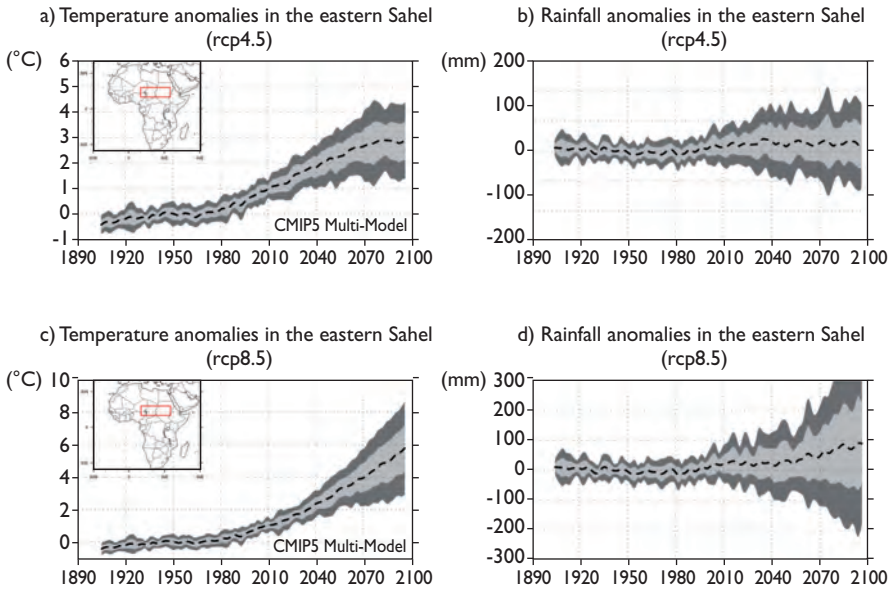 a) Temperature anomalies in the eastern Sahel
(rcp4.5)
(°C)
6
5
4
3
2
1
0
-1
CMIP5 Multi-Model
1890 1920 1950 1980 2010 2040 2070 2100
b) Rainfall anomalies in the eastern Sahel
(rcp4.5)
(mm)
200
100
0
-100
-200
1890 1920 1950 1980 2010 2040 2070 2100
c) Temperature anomalies in the eastern Sahel
(rcp8.5)
(°C)
10
8
6
4
2
0
CMIP5 Multi-Model
1890 1920 1950 1980 2010 2040 2070 2100
d) Rainfall anomalies in the eastern Sahel
(rcp8.5)
(mm)
300
200
100
0
-100
-200
-300
1890 1920 1950 1980 2010 2040 2070 2100